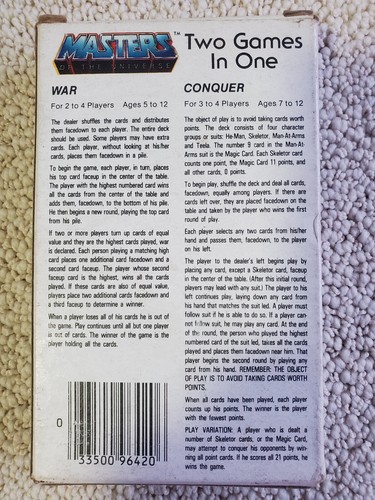 MASTERS™
OF THE UNIVERSE
Two Games
In One
WAR
For 2 to 4 Players Ages 5 to 12
The dealer shuffles the cards and distributes
them facedown to each player. The entire deck
should be used. Some players may have extra
cards. Each player, without looking at his/her
cards, places them facedown in a pile.
To begin the game, each player, in turn, places
his top card faceup in the center of the table.
The player with the highest numbered card wins
all the cards from the center of the table and
adds them, facedown, to the bottom of his pile.
He then begins a new round, playing the top card
from his pile.
If two or more players turn up cards of equal
value and they are the highest cards played, war
is declared. Each person playing a matching high
card places one additional card facedown and a
second card faceup. The player whose second
faceup card is the highest, wins all the cards
played. If these cards are also of equal value,
players place two additional cards facedown and
a third faceup to determine a winner.
When a player loses all of his cards he is out of
the game. Play continues until all but one player
is out of cards. The winner of the game is the
player holding all the cards.
0
33500 96420
CONQUER
For 3 to 4 Players Ages 7 to 12
The object of play is to avoid taking cards worth
points. The deck consists of four character
groups or suits: He-Man, Skeletor, Man-At-Arms
and Teela. The number 9 card in the Man-At-
Arms suit is the Magic Card. Each Skeletor card
counts one point, the Magic Card 11 points, and
all other cards, 0 points.
To begin play, shuffle the deck and deal all cards,
facedown, equally among players. If there are
cards left over, they are placed facedown on the
table and taken by the player who wins the first
round of play.
Each player selects any two cards from his/her
hand and passes them, facedown, to the player
on his left.
The player to the dealer's left begins play by
placing any card, except a Skeletor card, faceup
in the center of the table. (After this initial round,
players may lead with any suit.) The player to his
left continues play, laying down any card from
his hand that matches the suit led. A player must
follow suit if he is able to do so. If a player can-
not follow suit, he may play any card. At the end
of the round, the person who played the highest
numbered card of the suit led, takes all the cards
played and places them facedown near him. That
player begins the second round by playing any
card from his hand. REMEMBER: THE OBJECT
OF PLAY IS TO AVOID TAKING CARDS WORTH
POINTS.
When all cards have been played, each player
counts up his points. The winner is the player
with the fewest points.
PLAY VARIATION: A player who is dealt a
number of Skeletor cards, or the Magic Card,
may attempt to conquer his opponents by win-
ning all point cards. If he scores all 21 points, he
wins the game.